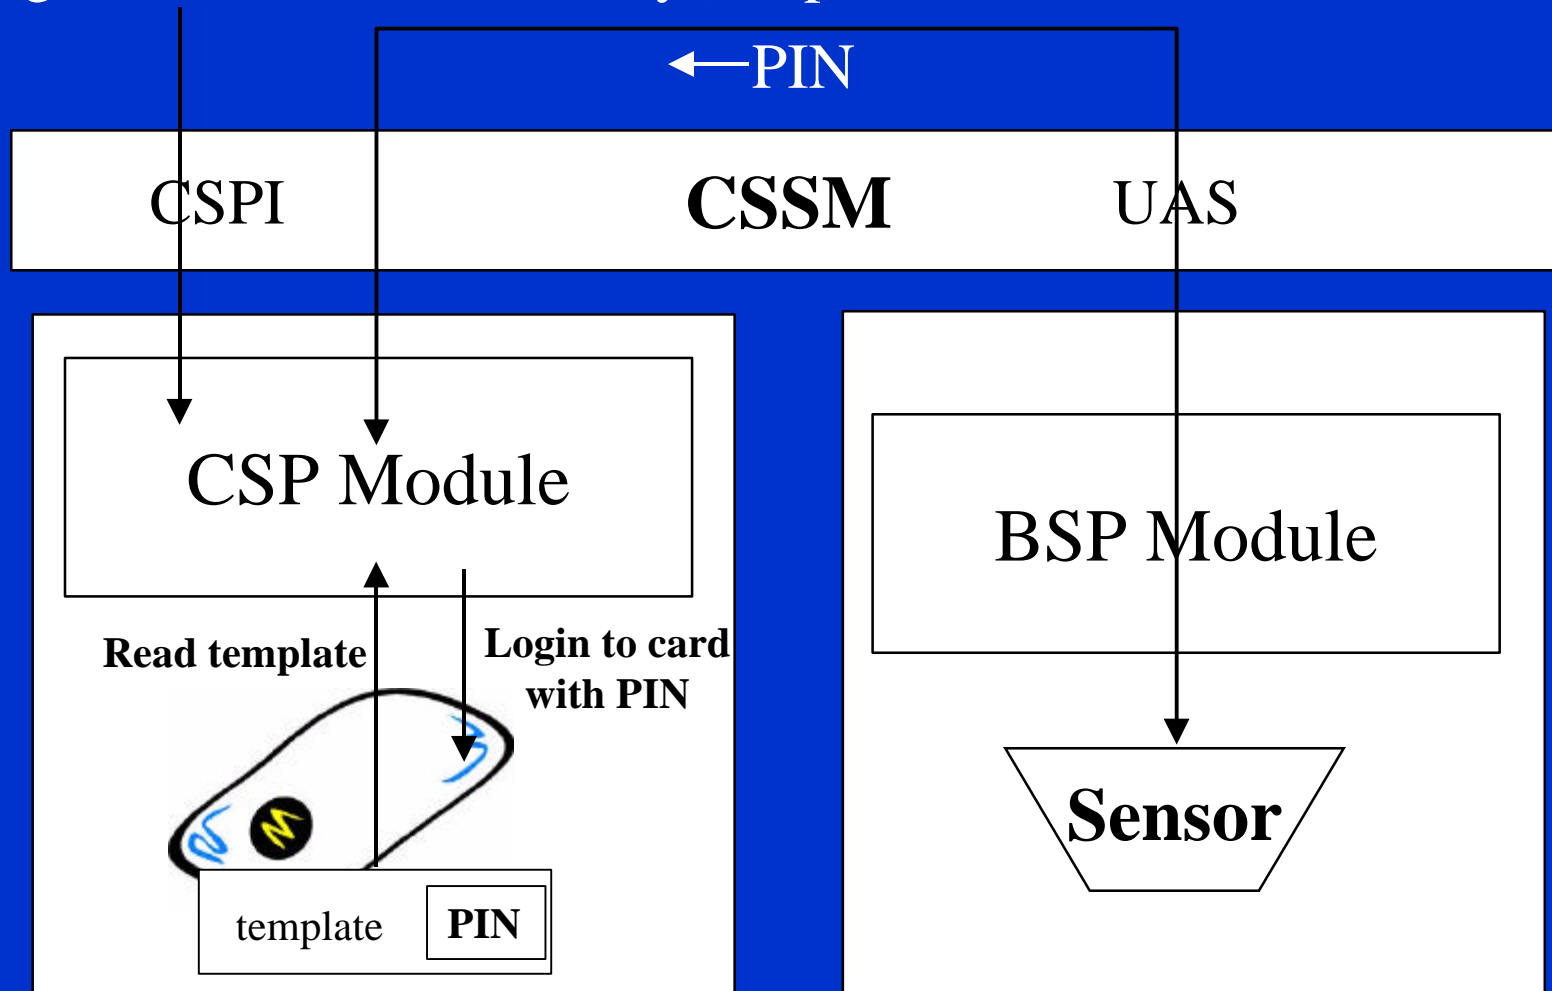 PIN
CSPI CSSM UAS
CSP Module
BSP Module
Read template
Login to card
with PIN
Sensor
template PIN